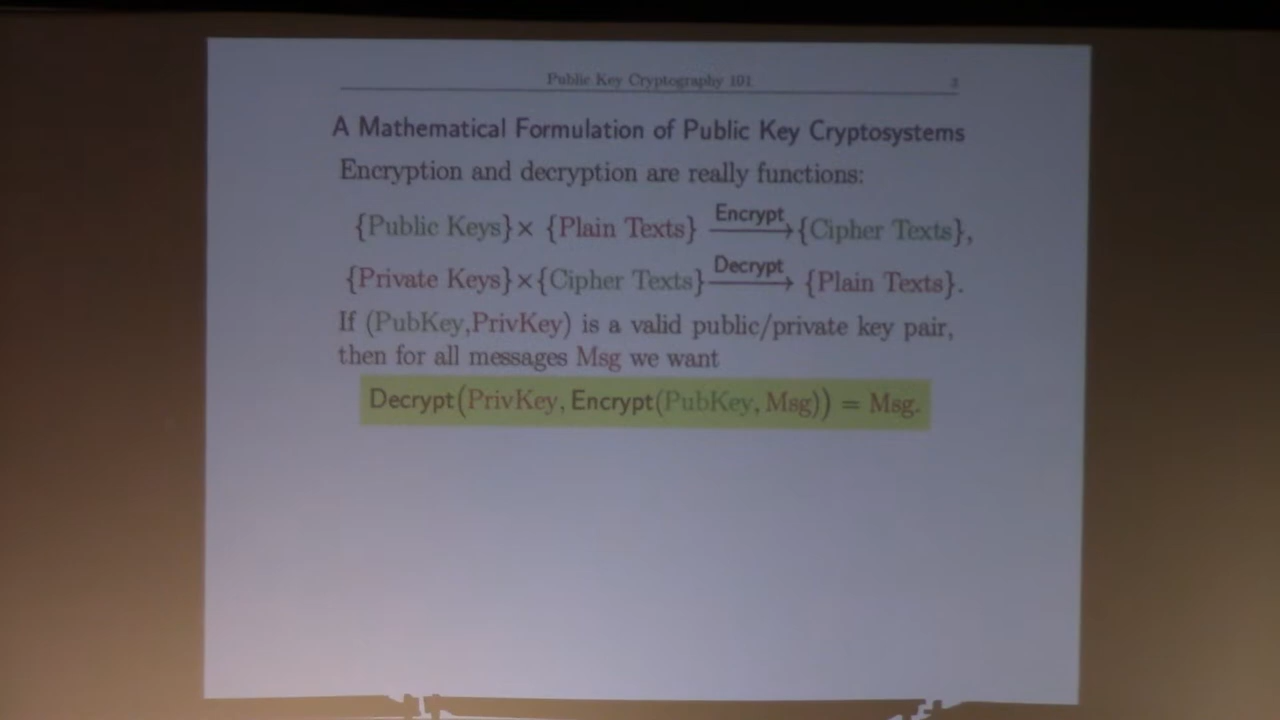 Public Key Cryptography 101 3
A Mathematical Formulation of Public Key Cryptosystems
Encryption and decryption are really functions:
{Public Keys}× {Plain Texts} Encrypt→ {Cipher Texts},
{Private Keys}×{Cipher Texts} Decrypt→ {Plain Texts}.
If (PubKey,PrivKey) is a valid public/private key pair,
then for all messages Msg we want
Decrypt(PrivKey, Encrypt(PubKey, Msg)) = Msg.